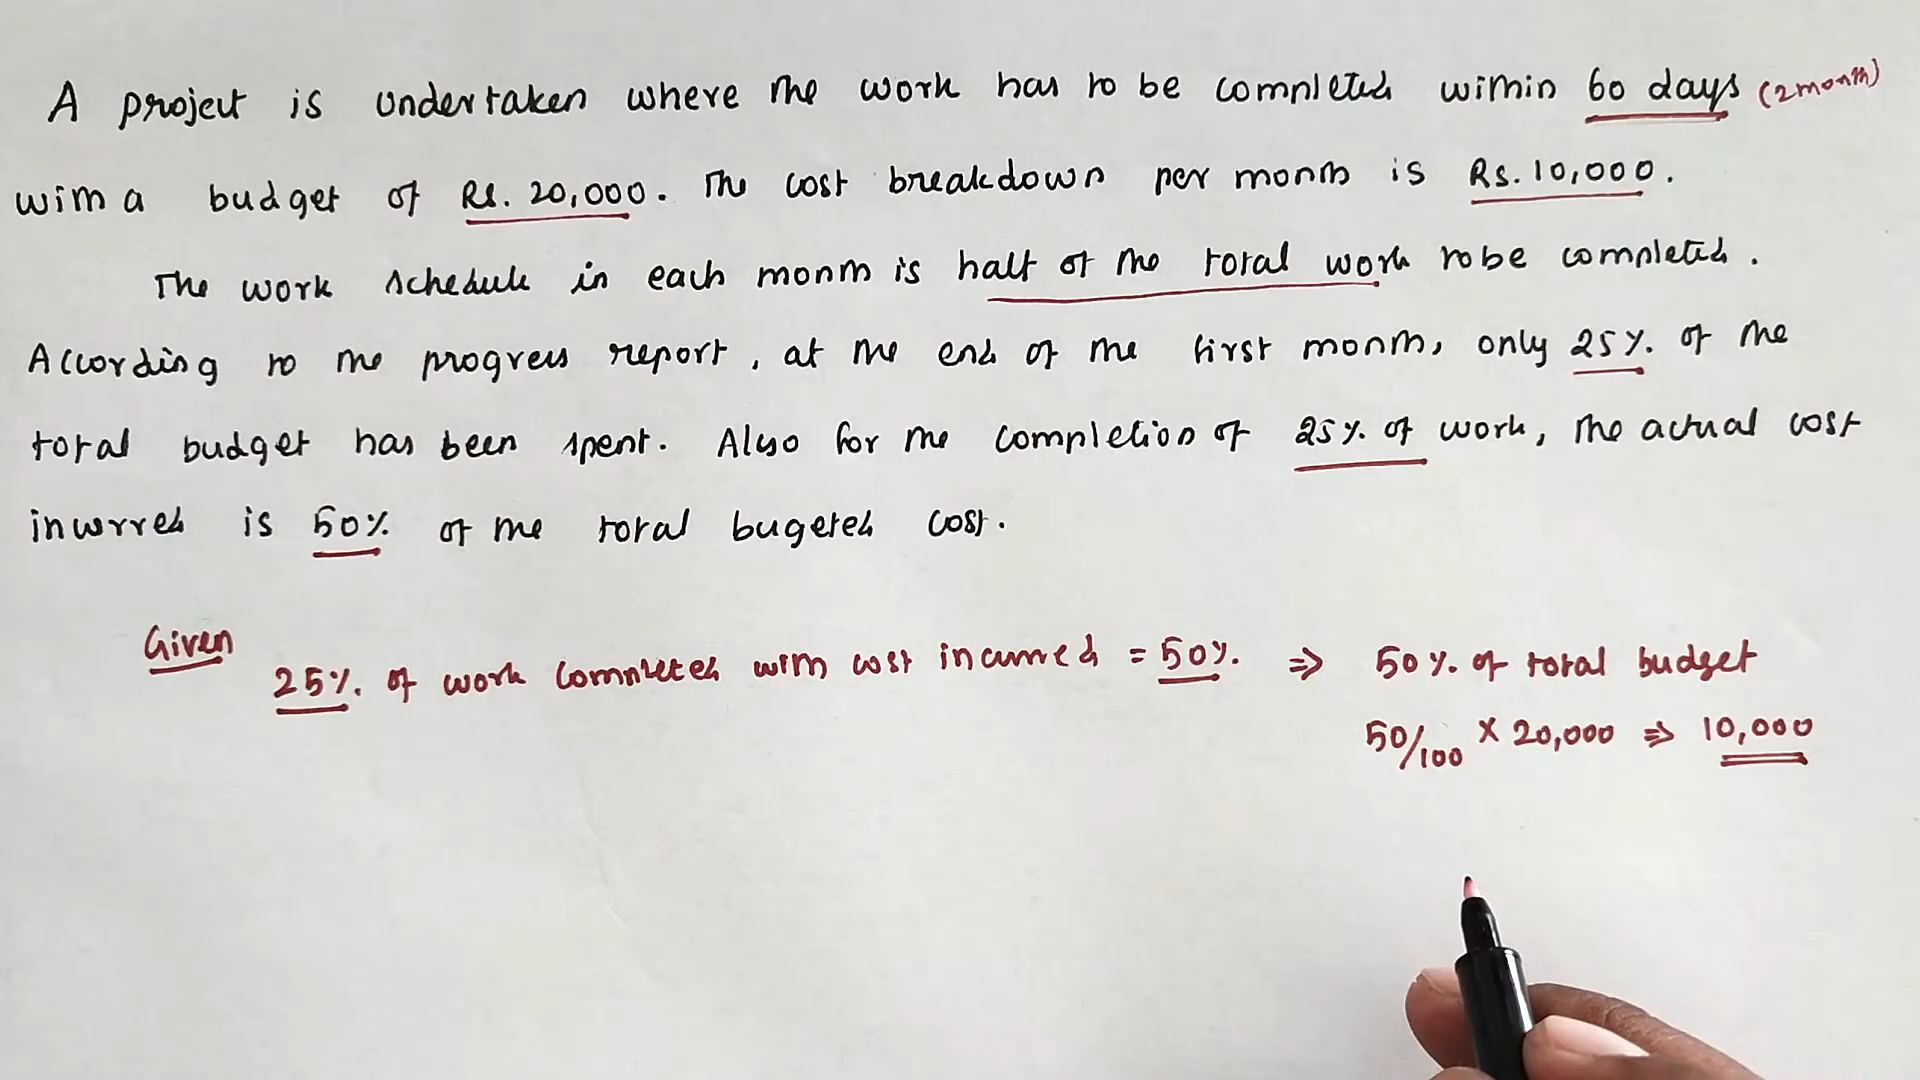 A project is undertaken where the work has to be completed within 60 days (2month)
with a budget of Rs. 20,000. The cost breakdown per month is Rs. 10,000.
The work schedule in each month is half of the total work to be completed.
According to the progress report, at the end of the first month, only 25%. of the
total budget has been spent. Also for the completion of 25%. of work, the actual cost
incurred is 50% of the total bugeted cost.
Given
25%. of work completed with cost incurred = 50%. ⇒ 50%. of total budget
50/100 × 20,000 ⇒ 10,000